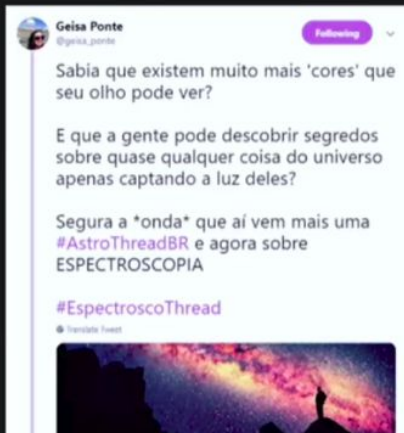 Geisa Ponte
@geisa_ponte
Following
Sabia que existem muito mais 'cores' que
seu olho pode ver?
E que a gente pode descobrir segredos
sobre quase qualquer coisa do universo
apenas captando a luz deles?
Segura a *onda* que aí vem mais uma
#AstroThreadBR e agora sobre
ESPECTROSCOPIA
#EspectroscoThread
Translate Tweet